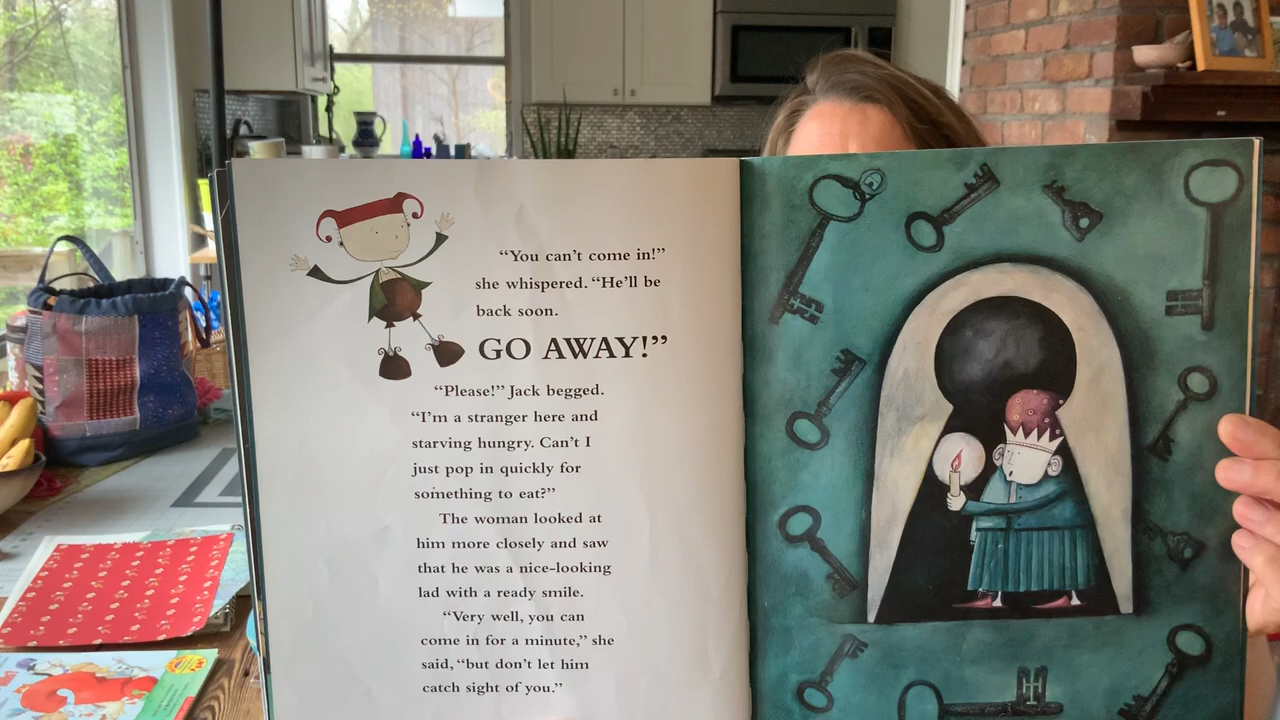 “You can’t come in!”
she whispered. “He’ll be
back soon.
GO AWAY!”
“Please!” Jack begged.
“I’m a stranger here and
starving hungry. Can’t I
just pop in quickly for
something to eat?”
The woman looked at
him more closely and saw
that he was a nice-looking
lad with a ready smile.
“Very well, you can
come in for a minute,” she
said, “but don’t let him
catch sight of you.”